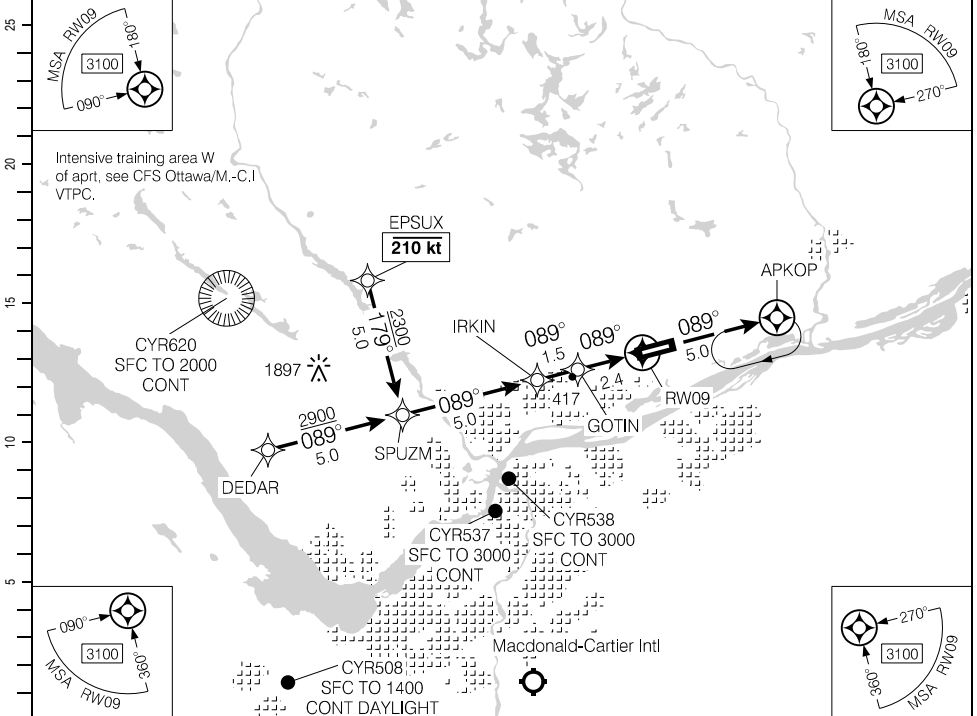 25
20
15
10
5
MSA RW09
180°
3100
090°
MSA RW09
180°
3100
270°
Intensive training area W
of aprt, see CFS Ottawa/M.-C.I
VTPC.
EPSUX
210 kt
APKOP
CYR620
SFC TO 2000
CONT
2300
179°
5.0
IRKIN
089°
1.5
089°
2.4
089°
5.0
1897
417
RW09
GOTIN
2900
089°
5.0
089°
5.0
SPUZM
DEDAR
CYR538
SFC TO 3000
CONT
CYR537
SFC TO 3000
CONT
090°
3100
360°
MSA RW09
Macdonald-Cartier Intl
CYR508
SFC TO 1400
CONT DAYLIGHT
270°
3100
360°
MSA RW09